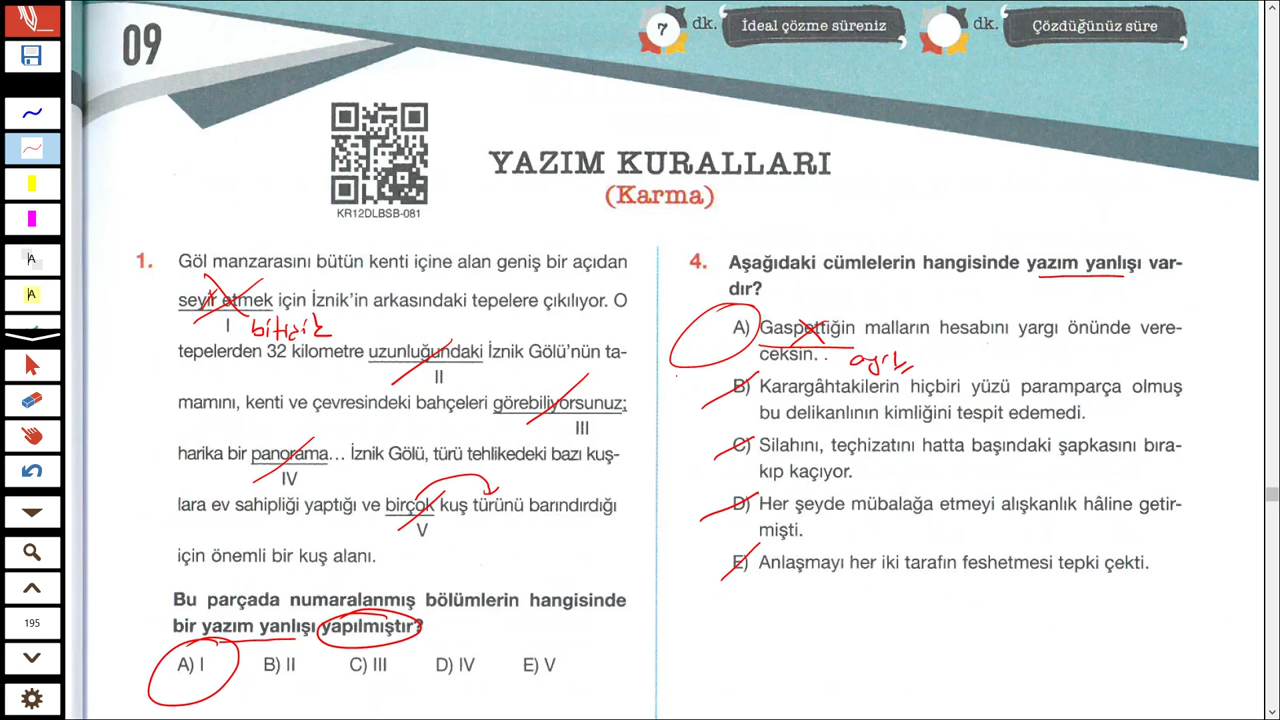 09
7 dk. İdeal çözme süreniz
dk. Çözdüğünüz süre
KR12DLBSB-081
YAZIM KURALLARI
(Karma)
1. Göl manzarasını bütün kenti içine alan geniş bir açıdan
seyir etmek için İznik’in arkasındaki tepelere çıkılıyor. O
I bitişik
tepelerden 32 kilometre uzunluğundaki İznik Gölü’nün ta-
II
mamını, kenti ve çevresindeki bahçeleri görebiliyorsunuz;
III
harika bir panorama... İznik Gölü, türü tehlikedeki bazı kuş-
IV
lara ev sahipliği yaptığı ve birçok kuş türünü barındırdığı
V
için önemli bir kuş alanı.
Bu parçada numaralanmış bölümlerin hangisinde
bir yazım yanlışı yapılmıştır?
A) I B) II C) III D) IV E) V
4. Aşağıdaki cümlelerin hangisinde yazım yanlışı var-
dır?
A) Gaspettiğin malların hesabını yargı önünde vere-
ceksin. . ayrı
B) Karargâhtakilerin hiçbiri yüzü paramparça olmuş
bu delikanlının kimliğini tespit edemedi.
C) Silahını, teçhizatını hatta başındaki şapkasını bıra-
kıp kaçıyor.
D) Her şeyde mübalağa etmeyi alışkanlık hâline getir-
mişti.
E) Anlaşmayı her iki tarafın feshetmesi tepki çekti.
A
A
195